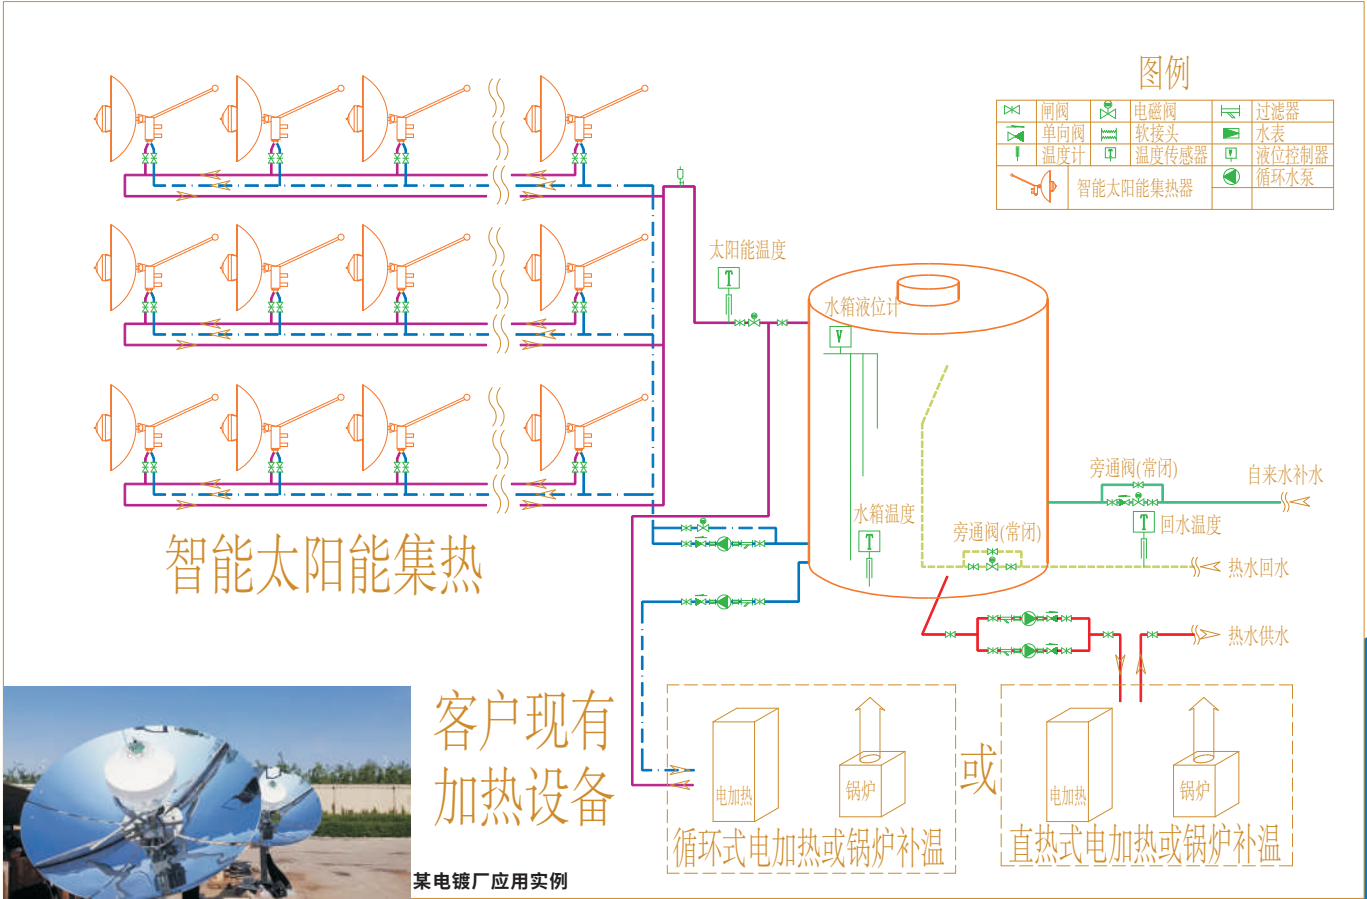 图例
闸阀 电磁阀 过滤器
单向阀 软接头 水表
温度计 温度传感器 液位控制器
智能太阳能集热器 循环水泵
太阳能温度
T
水箱液位计
V
旁通阀(常闭)
自来水补水
水箱温度
T
旁通阀(常闭)
T
回水温度
热水回水
热水供水
智能太阳能集热
客户现有
加热设备
电加热
锅炉
循环式电加热或锅炉补温
或
电加热
锅炉
直热式电加热或锅炉补温
某电镀厂应用实例